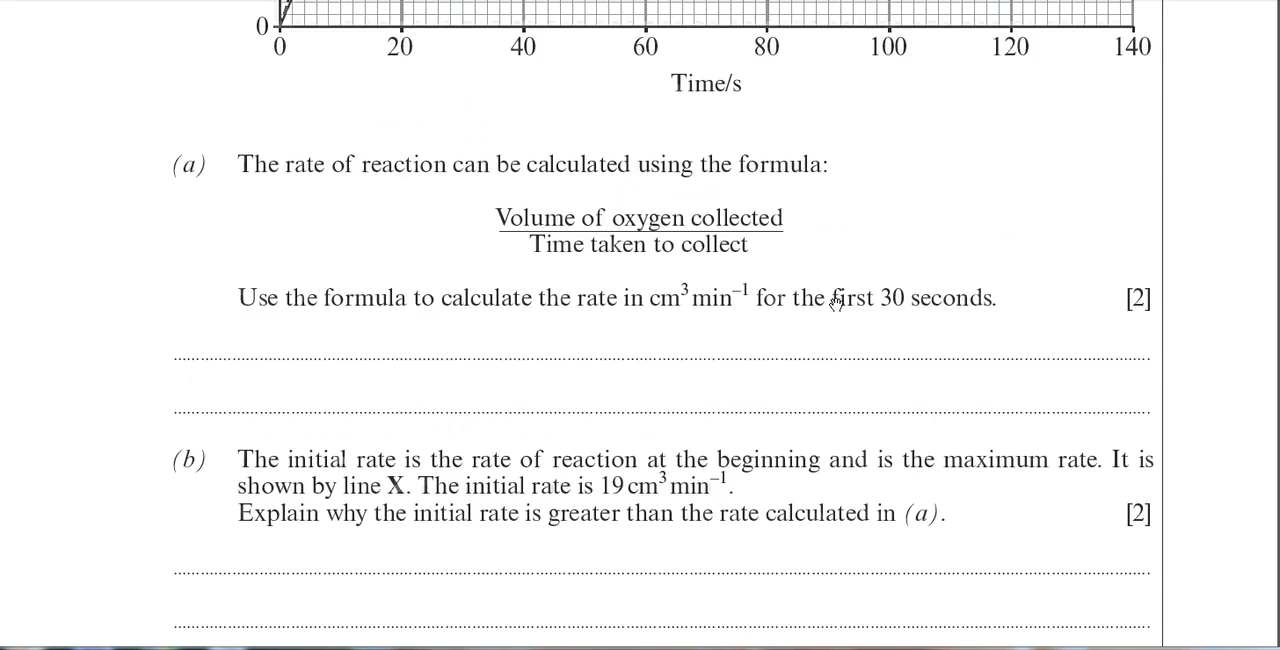 0
0 20 40 60 80 100 120 140
Time/s
(a) The rate of reaction can be calculated using the formula:
Volume of oxygen collected
Time taken to collect
Use the formula to calculate the rate in cm³ min⁻¹ for the first 30 seconds. [2]
(b) The initial rate is the rate of reaction at the beginning and is the maximum rate. It is
shown by line X. The initial rate is 19 cm³ min⁻¹.
Explain why the initial rate is greater than the rate calculated in (a). [2]